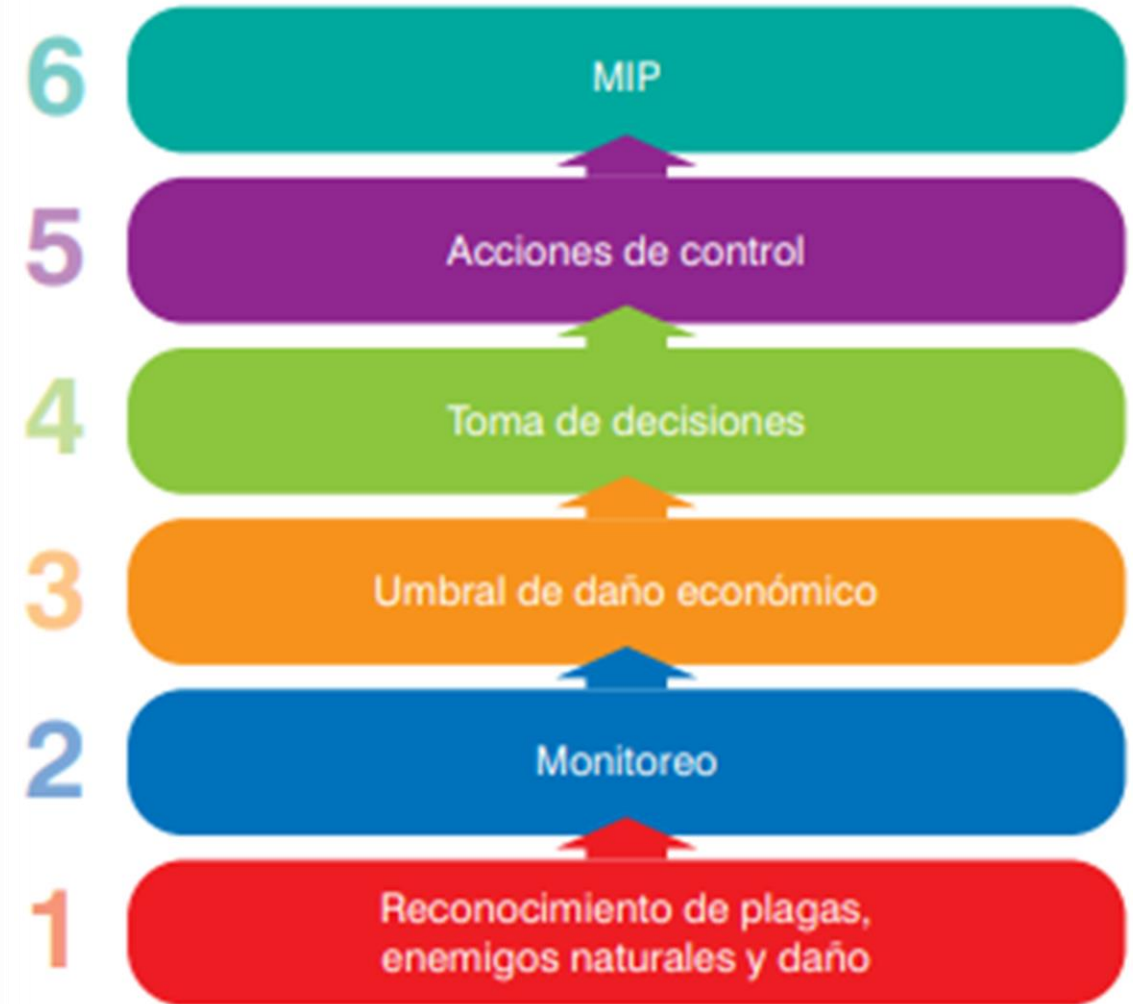 6
MIP
5
Acciones de control
4
Toma de decisiones
3
Umbral de daño económico
2
Monitoreo
1
Reconocimiento de plagas,
enemigos naturales y daño